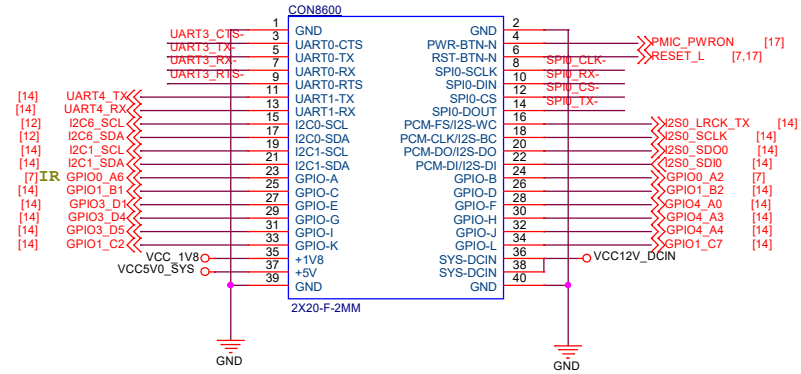 CON8600
1 GND GND 2
UART3_CTS- 3 UART0-CTS PWR-BTN-N 4 PMIC_PWRON [17]
UART3_TX- 5 UART0-TX RST-BTN-N 6 RESET_L [7,17]
UART3_RX- 7 UART0-RX SPI0-SCLK 8 SPI0_CLK-
UART3_RTS- 9 UART0-RTS SPI0-DIN 10 SPI0_RX-
[14] UART4_TX 11 UART1-TX SPI0-CS 12 SPI0_CS-
[14] UART4_RX 13 UART1-RX SPI0-DOUT 14 SPI0_TX-
[12] I2C6_SCL 15 I2C0-SCL PCM-FS/I2S-WC 16 I2S0_LRCK_TX [14]
[12] I2C6_SDA 17 I2C0-SDA PCM-CLK/I2S-BC 18 I2S0_SCLK [14]
[14] I2C1_SCL 19 I2C1-SCL PCM-DO/I2S-DO 20 I2S0_SDO0 [14]
[14] I2C1_SDA 21 I2C1-SDA PCM-DI/I2S-DI 22 I2S0_SDI0 [14]
[7] IR GPIO0_A6 23 GPIO-A GPIO-B 24 GPIO0_A2 [7]
[14] GPIO1_B1 25 GPIO-C GPIO-D 26 GPIO1_B2 [14]
[14] GPIO3_D1 27 GPIO-E GPIO-F 28 GPIO4_A0 [14]
[14] GPIO3_D4 29 GPIO-G GPIO-H 30 GPIO4_A3 [14]
[14] GPIO3_D5 31 GPIO-I GPIO-J 32 GPIO4_A4 [14]
[14] GPIO1_C2 33 GPIO-K GPIO-L 34 GPIO1_C7 [14]
VCC_1V8 35 +1V8 SYS-DCIN 36 VCC12V_DCIN
VCC5V0_SYS 37 +5V SYS-DCIN 38
39 GND GND 40
2X20-F-2MM
GND GND